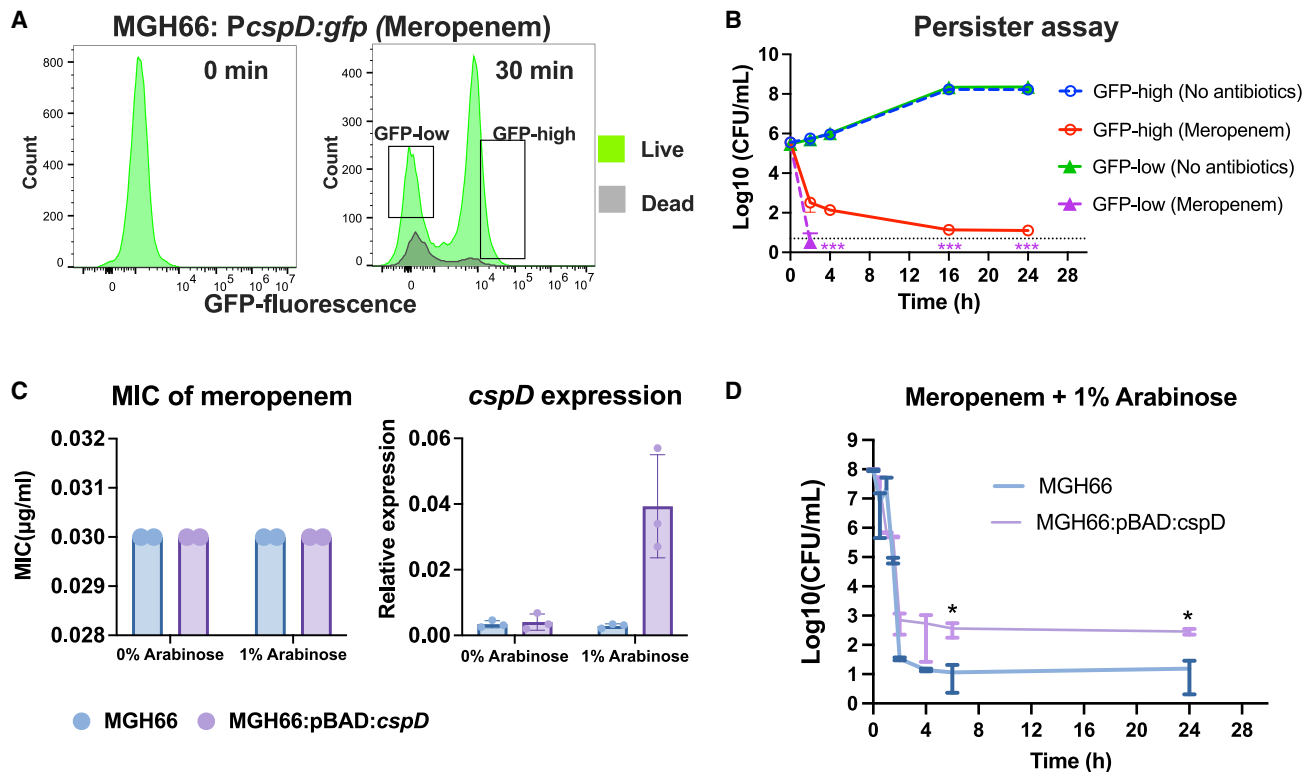 A
MGH66: PcspD:gfp (Meropenem)
0 min
800
600
400
200
0
Count
0
10^4
10^5
10^6
10^7
30 min
GFP-low
GFP-high
400
300
200
100
0
Count
0
10^4
10^5
10^6
10^7
GFP-fluorescence
Live
Dead
B
Persister assay
Log10 (CFU/mL)
10
8
6
4
2
0
***
***
***
0 4 8 12 16 20 24 28
Time (h)
GFP-high (No antibiotics)
GFP-high (Meropenem)
GFP-low (No antibiotics)
GFP-low (Meropenem)
C
MIC of meropenem
MIC(μg/ml)
0.032
0.031
0.030
0.029
0.028
0% Arabinose
1% Arabinose
cspD expression
Relative expression
0.06
0.04
0.02
0.00
0% Arabinose
1% Arabinose
MGH66
MGH66:pBAD:cspD
D
Meropenem + 1% Arabinose
Log10(CFU/mL)
9
8
7
6
5
4
3
2
1
0
MGH66
MGH66:pBAD:cspD
*
*
0 4 8 12 16 20 24 28
Time (h)